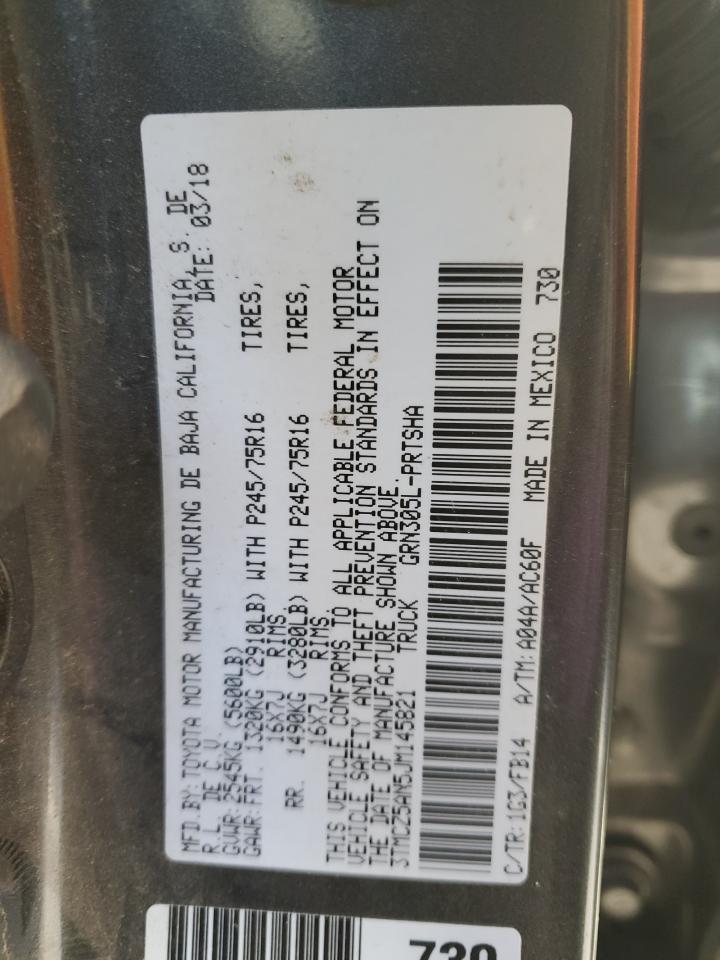 MFD.BY: TOYOTA MOTOR MANUFACTURING DE BAJA CALIFORNIA, S. DE
R.L. DE C.V. DATE: 03/18
GVWR: 2545KG (5600LB)
GAWR: FRT. 1320KG (2910LB) WITH P245/75R16 TIRES,
16X7J RIMS,
RR. 1490KG (3280LB) WITH P245/75R16 TIRES,
16X7J RIMS.
THIS VEHICLE CONFORMS TO ALL APPLICABLE FEDERAL MOTOR
VEHICLE SAFETY AND THEFT PREVENTION STANDARDS IN EFFECT ON
THE DATE OF MANUFACTURE SHOWN ABOVE.
3TMCZ5AN5JM145821 TRUCK GRN305L-PRTSHA
C/TR: 1G3/FB14 A/TM: A04A/AC60F MADE IN MEXICO 730
730